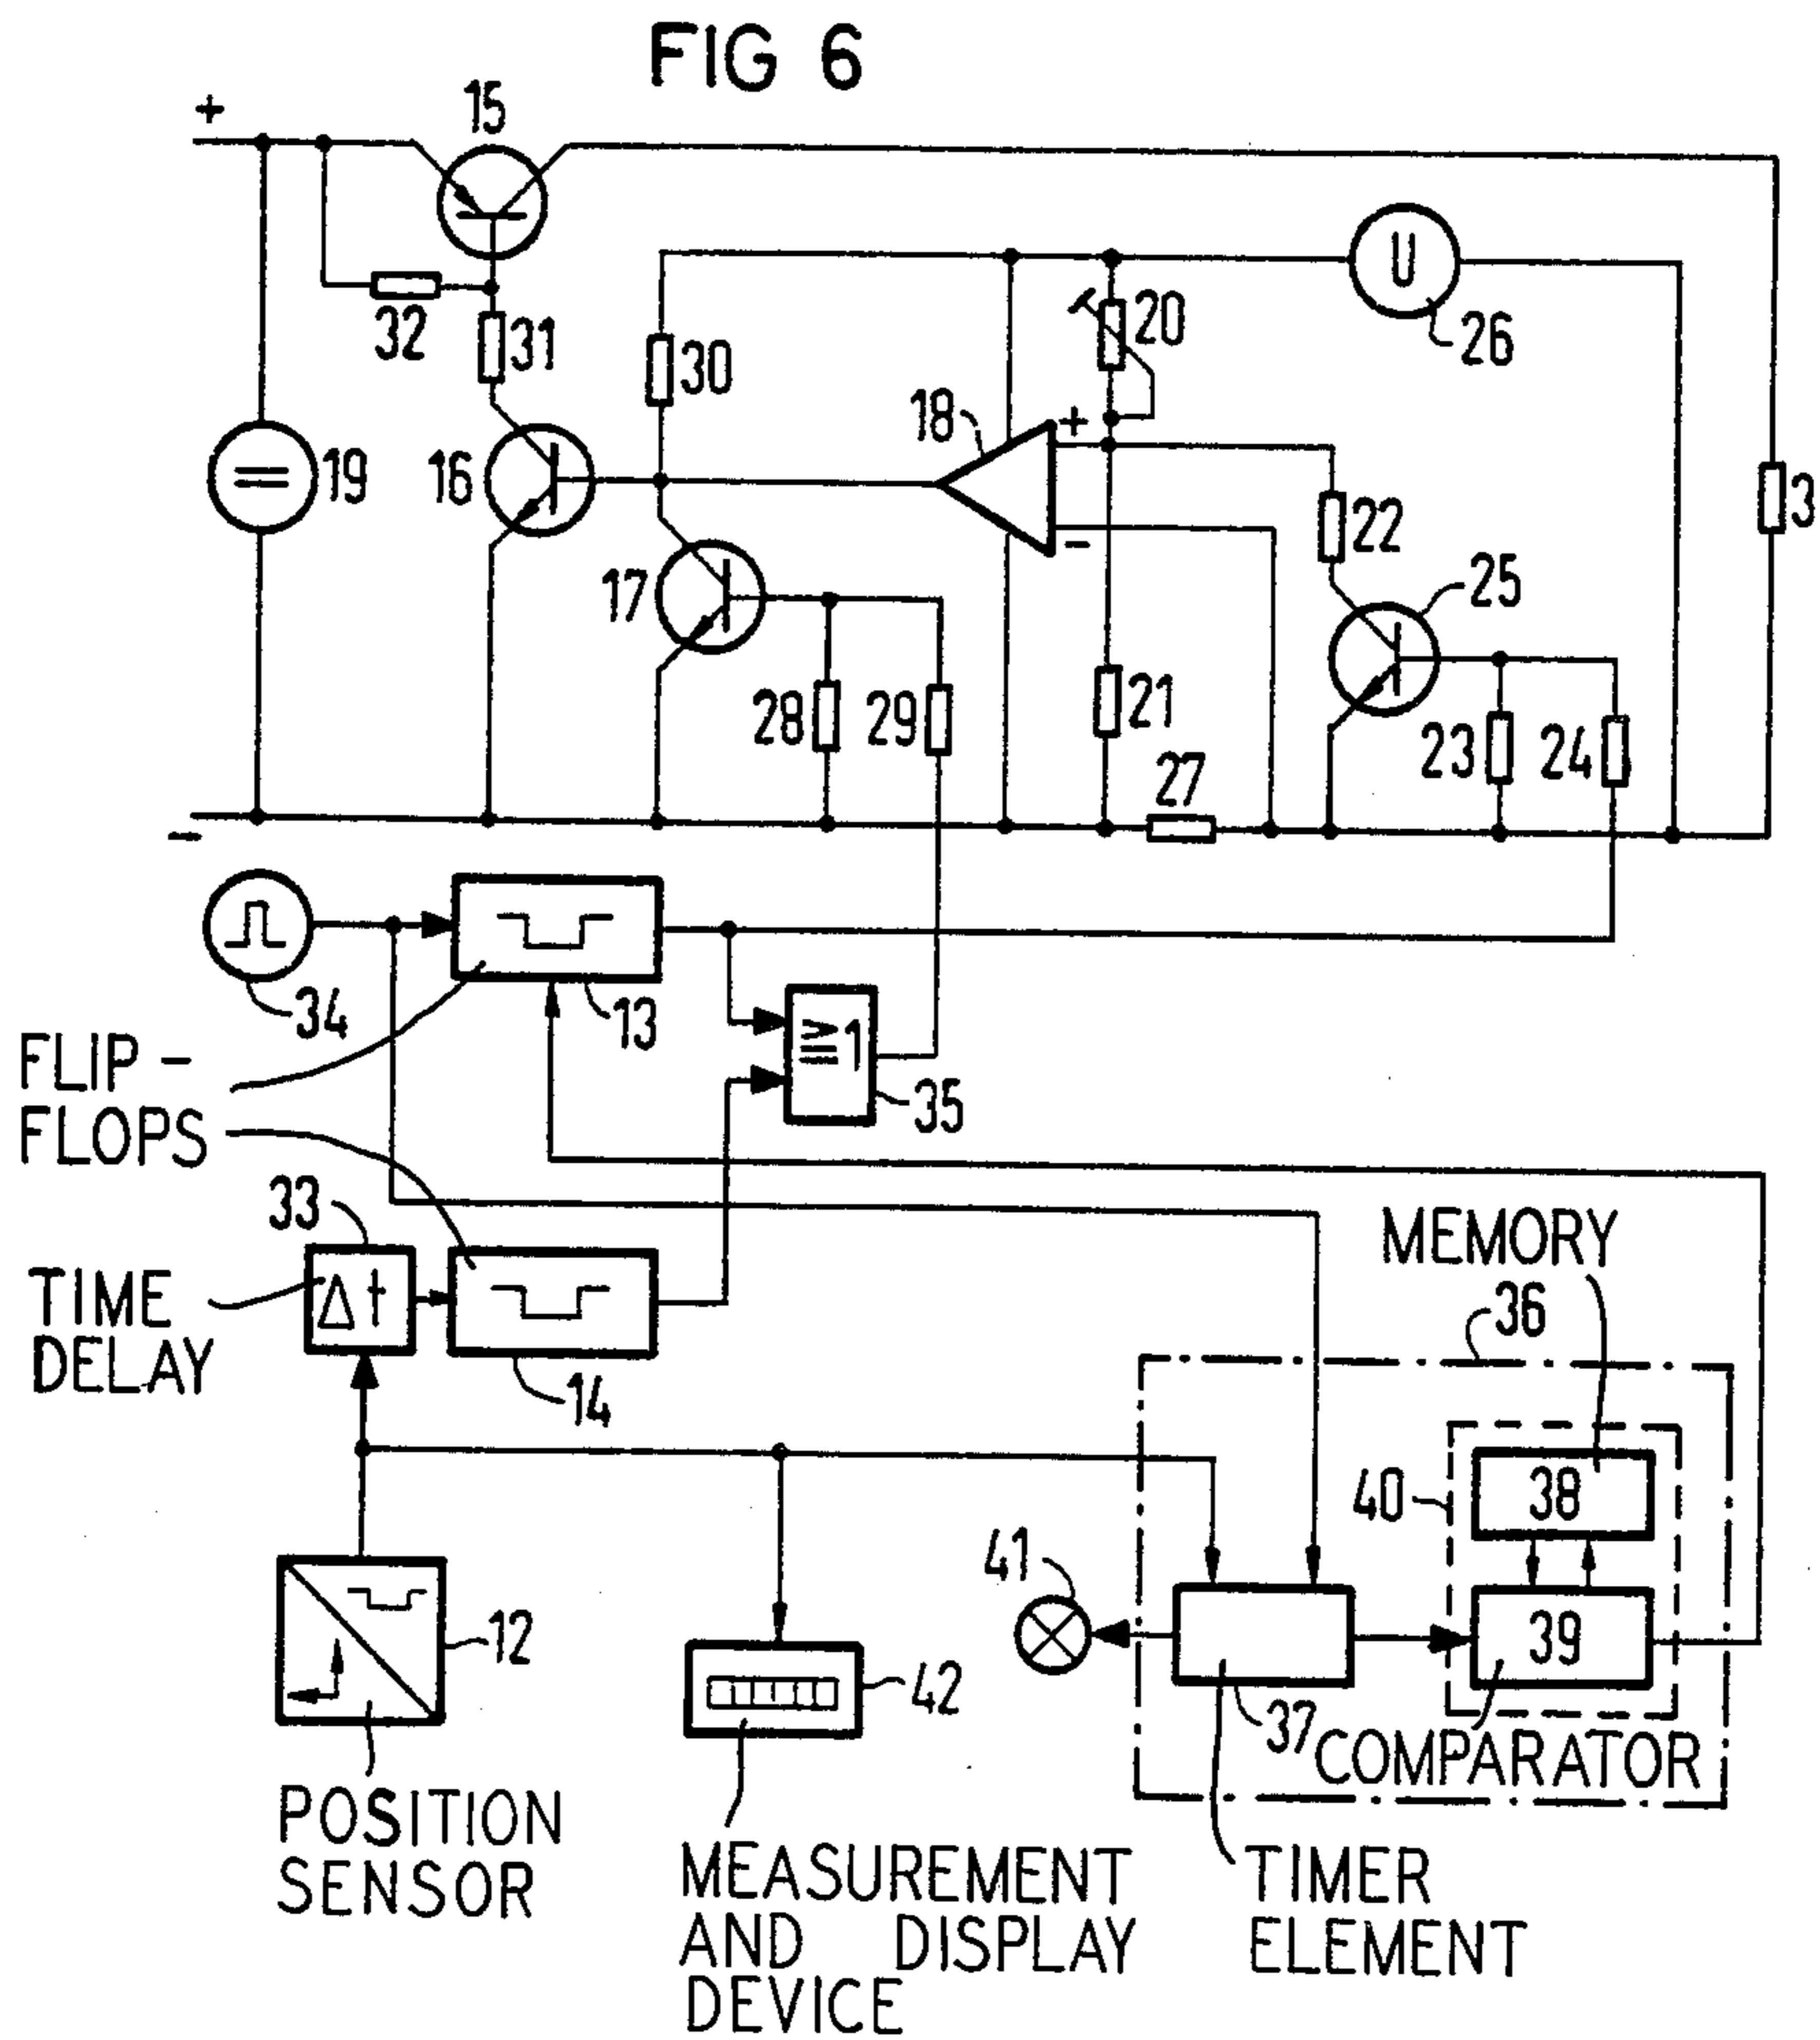 FIG 6
+
15
32
31
30
20
U
26
18
+
-
19
16
22
3
17
25
28
29
21
27
23
24
-
34
13
FLIP -
FLOPS
≧1
35
33
Δt
TIME
DELAY
14
MEMORY
36
40
38
41
39
12
42
37
COMPARATOR
POSITION
SENSOR
MEASUREMENT
AND DISPLAY
DEVICE
TIMER
ELEMENT